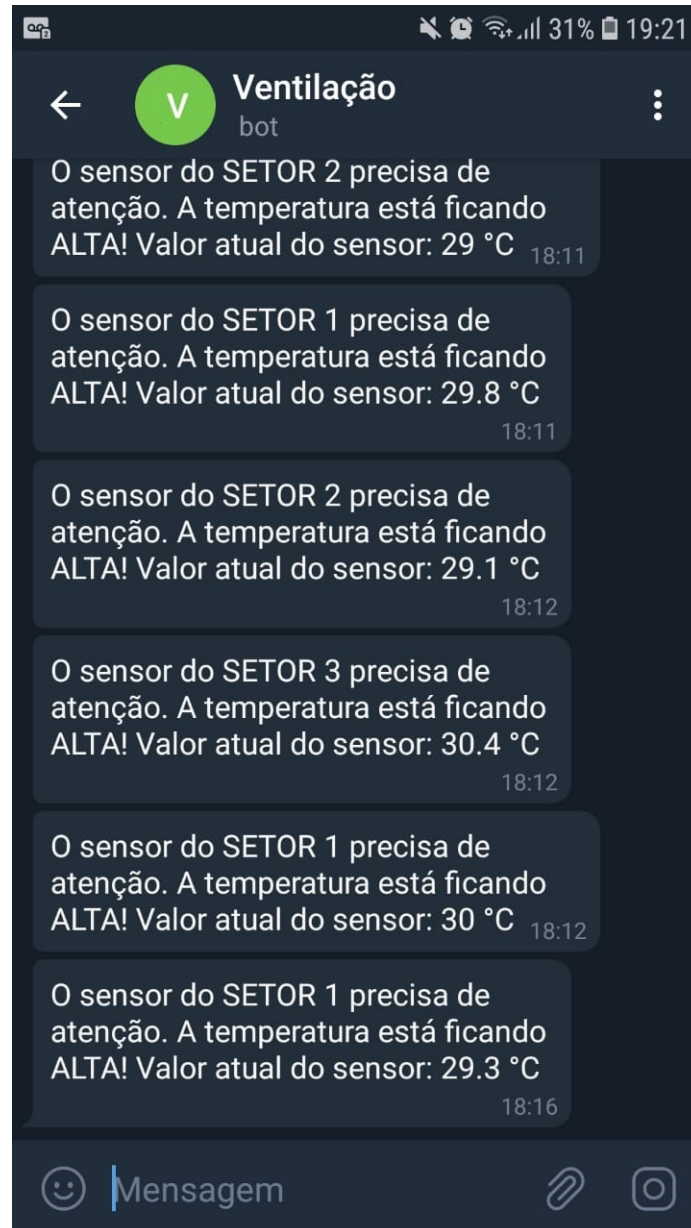 31% 19:21
V
Ventilação
bot
O sensor do SETOR 2 precisa de
atenção. A temperatura está ficando
ALTA! Valor atual do sensor: 29 °C 18:11
O sensor do SETOR 1 precisa de
atenção. A temperatura está ficando
ALTA! Valor atual do sensor: 29.8 °C
18:11
O sensor do SETOR 2 precisa de
atenção. A temperatura está ficando
ALTA! Valor atual do sensor: 29.1 °C
18:12
O sensor do SETOR 3 precisa de
atenção. A temperatura está ficando
ALTA! Valor atual do sensor: 30.4 °C
18:12
O sensor do SETOR 1 precisa de
atenção. A temperatura está ficando
ALTA! Valor atual do sensor: 30 °C 18:12
O sensor do SETOR 1 precisa de
atenção. A temperatura está ficando
ALTA! Valor atual do sensor: 29.3 °C
18:16
Mensagem